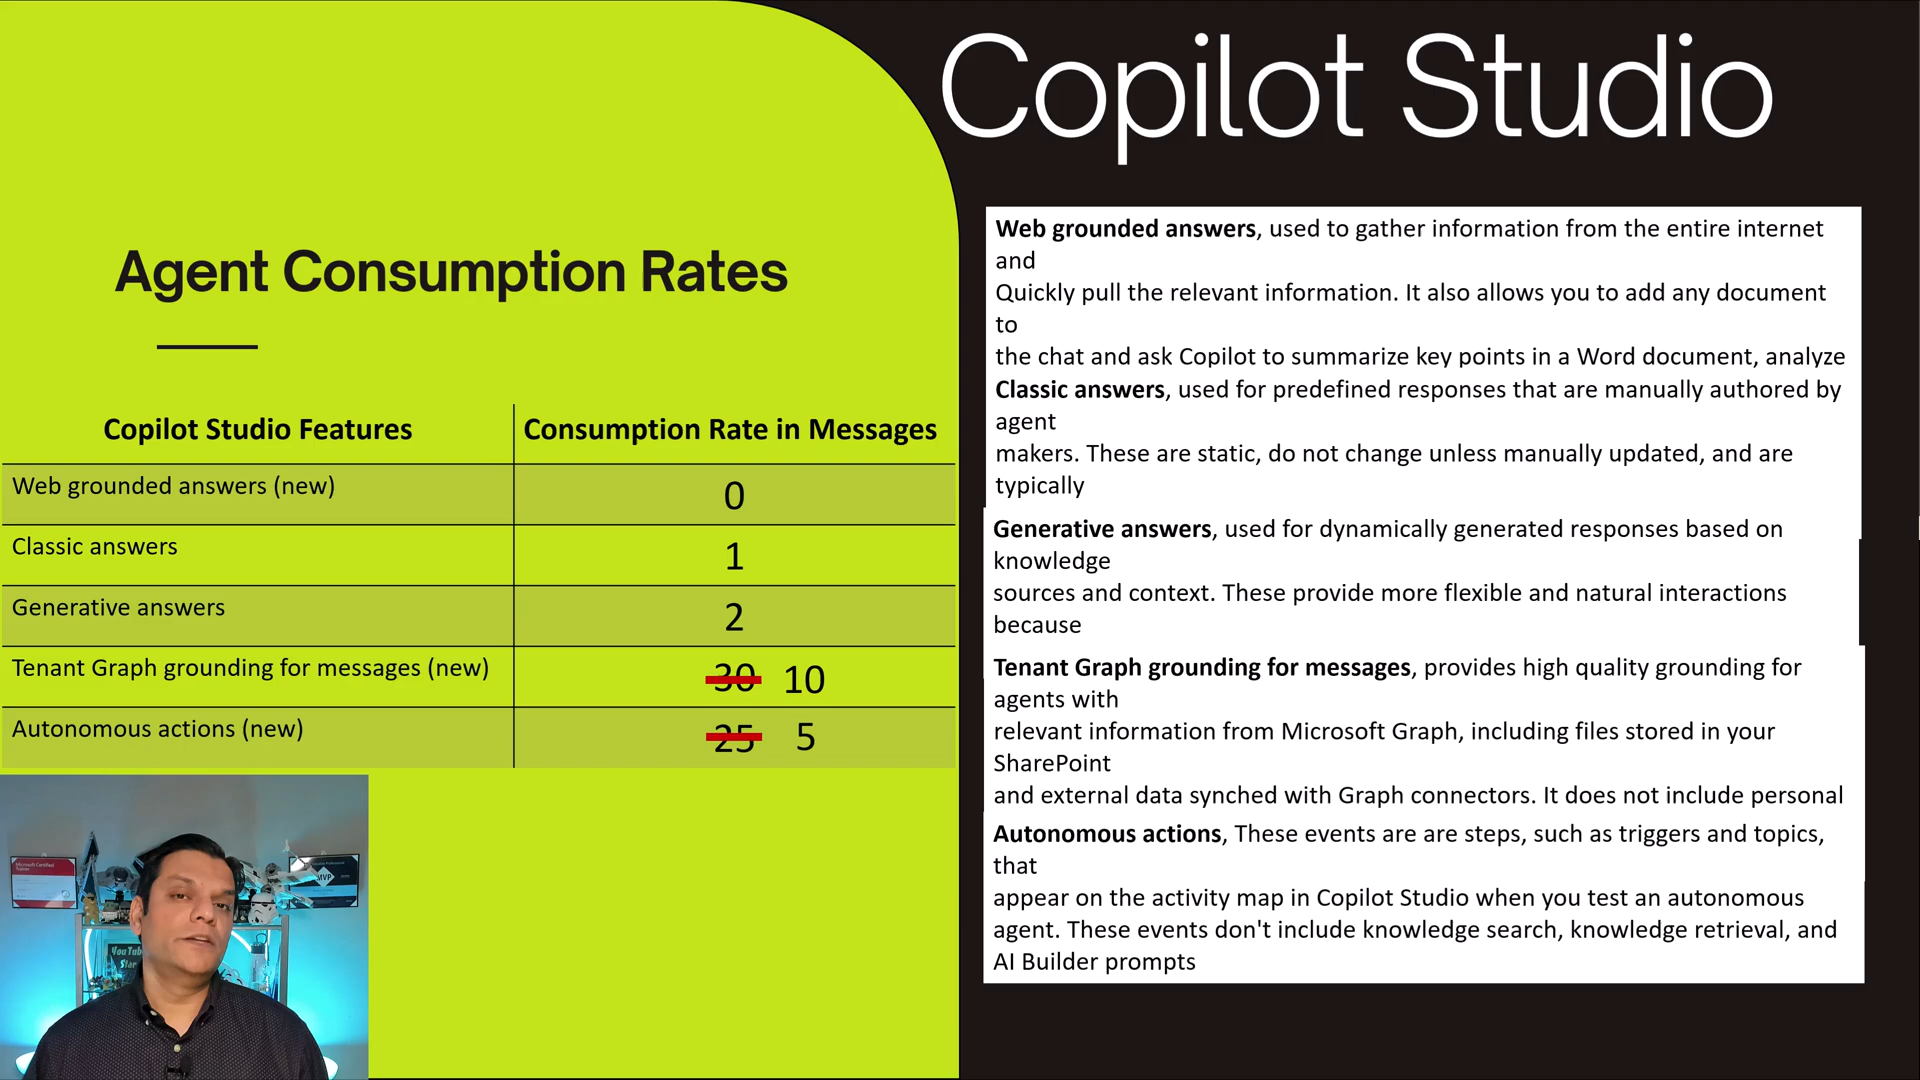 Copilot Studio
Agent Consumption Rates
Copilot Studio Features Consumption Rate in Messages
Web grounded answers (new) 0
Classic answers 1
Generative answers 2
Tenant Graph grounding for messages (new) 30 10
Autonomous actions (new) 25 5
Web grounded answers, used to gather information from the entire internet
and
Quickly pull the relevant information. It also allows you to add any document
to
the chat and ask Copilot to summarize key points in a Word document, analyze
Classic answers, used for predefined responses that are manually authored by
agent
makers. These are static, do not change unless manually updated, and are
typically
Generative answers, used for dynamically generated responses based on
knowledge
sources and context. These provide more flexible and natural interactions
because
Tenant Graph grounding for messages, provides high quality grounding for
agents with
relevant information from Microsoft Graph, including files stored in your
SharePoint
and external data synched with Graph connectors. It does not include personal
Autonomous actions, These events are are steps, such as triggers and topics,
that
appear on the activity map in Copilot Studio when you test an autonomous
agent. These events don't include knowledge search, knowledge retrieval, and
AI Builder prompts
Microsoft Certified
Trainer
MVP
YouTube
Star